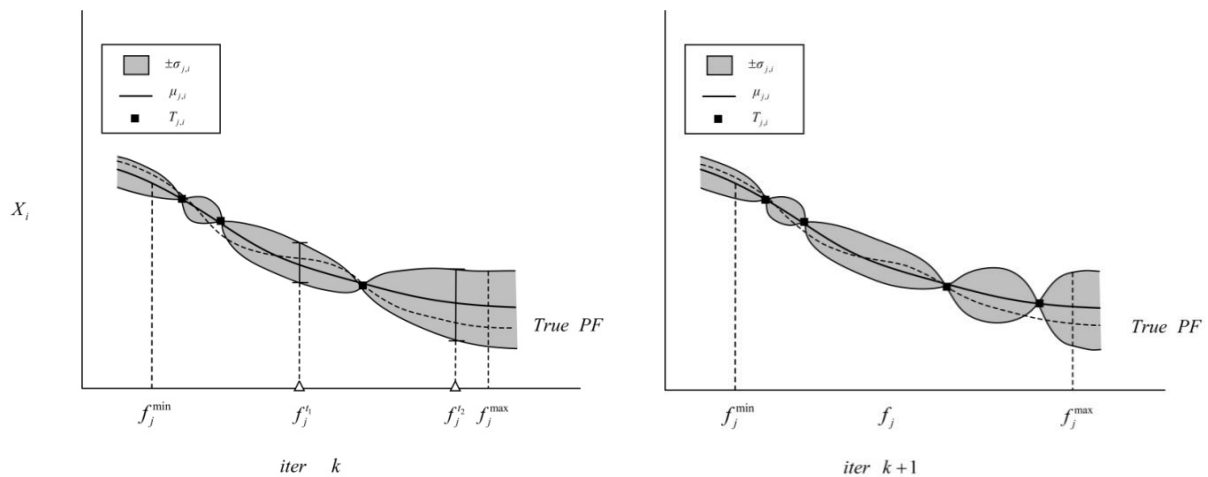 ±σ_{j,i}
μ_{j,i}
T_{j,i}
X_i
True PF
f_j^{min}
f_j^{t_1}
f_j^{t_2}
f_j^{max}
iter k
±σ_{j,i}
μ_{j,i}
T_{j,i}
True PF
f_j^{min}
f_j
f_j^{max}
iter k+1